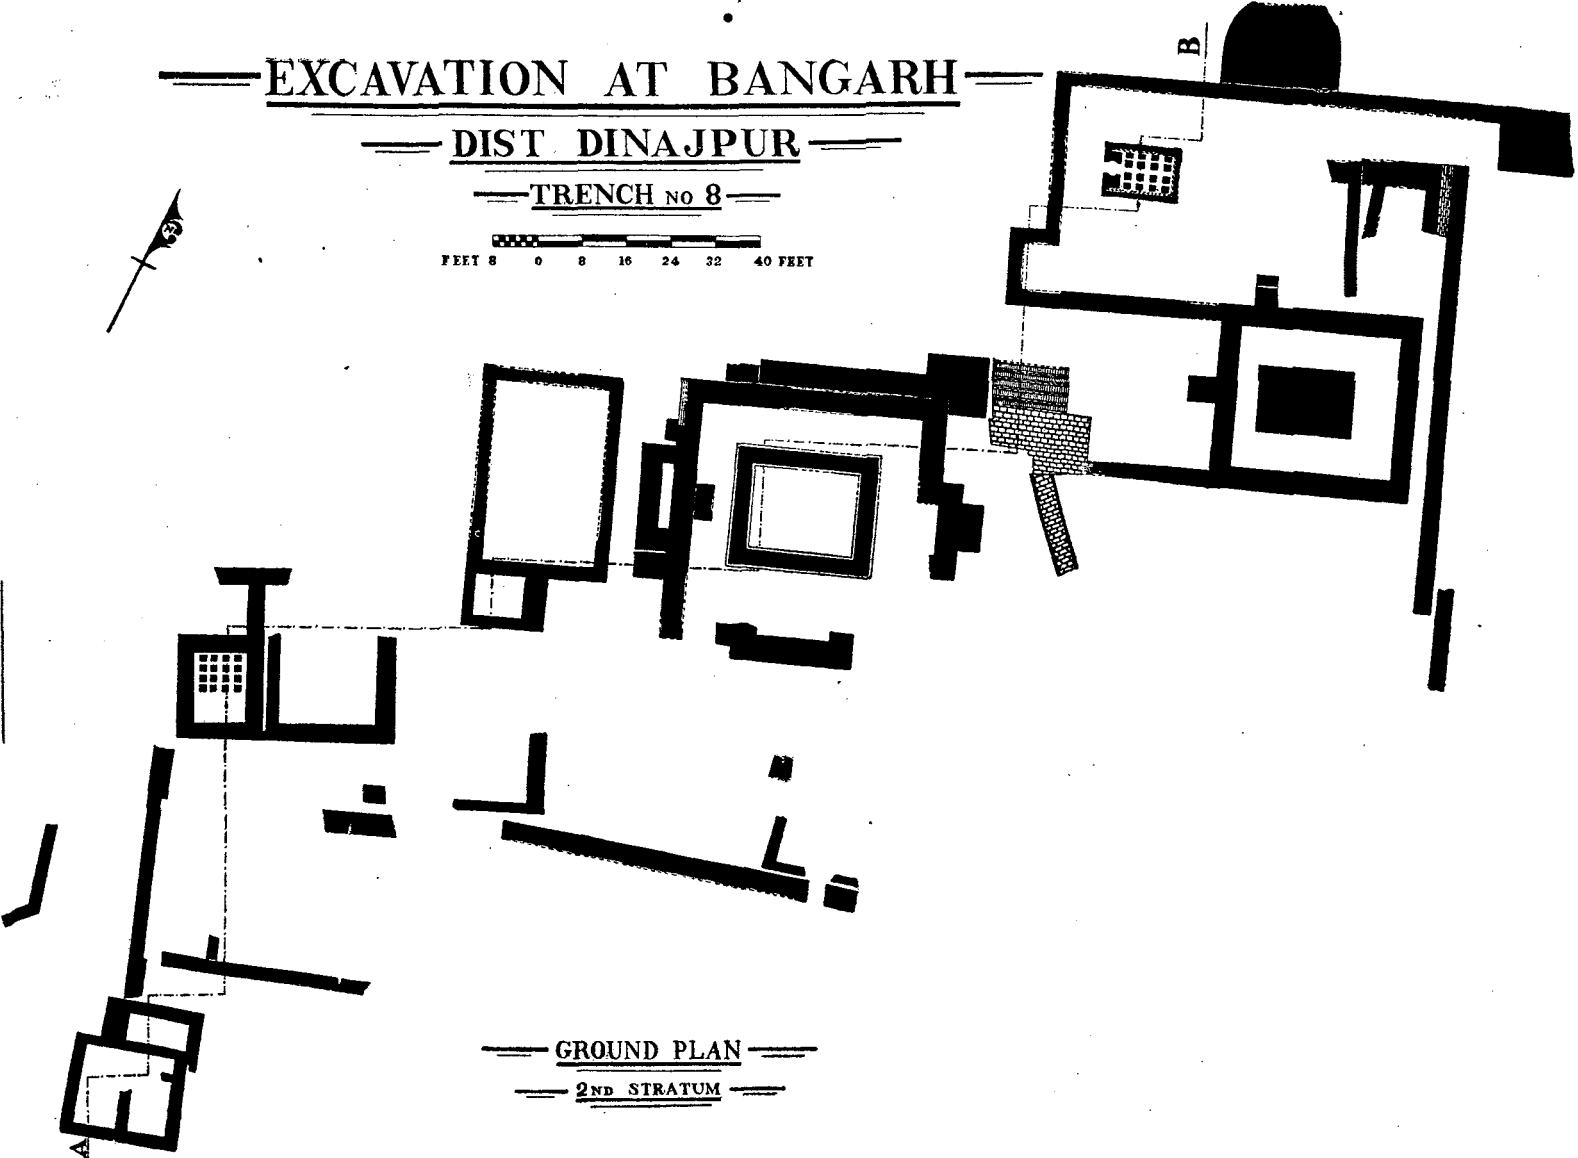 B
EXCAVATION AT BANGARH
DIST DINAJPUR
TRENCH NO 8
N
FEET 8 0 8 16 24 32 40 FEET
GROUND PLAN
2ND STRATUM
A